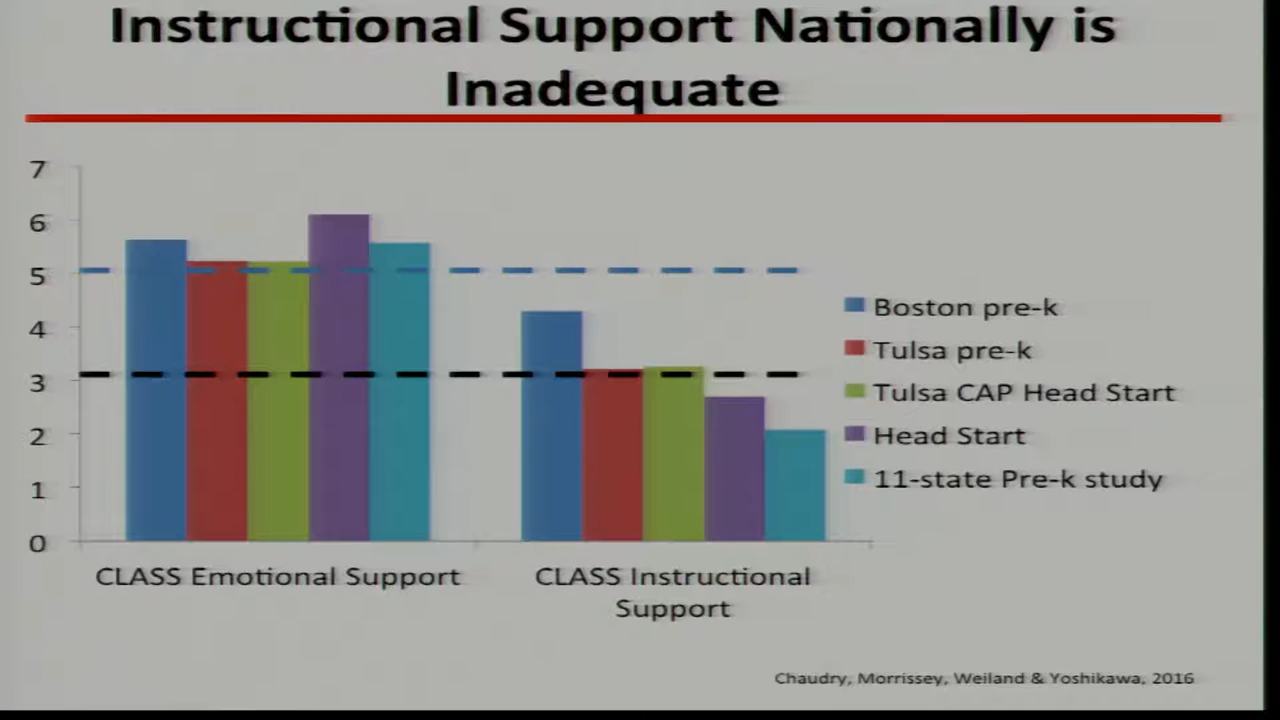 Instructional Support Nationally is
Inadequate
7
6
5
4
3
2
1
0
Boston pre-k
Tulsa pre-k
Tulsa CAP Head Start
Head Start
11-state Pre-k study
CLASS Emotional Support
CLASS Instructional
Support
Chaudry, Morrissey, Weiland & Yoshikawa, 2016